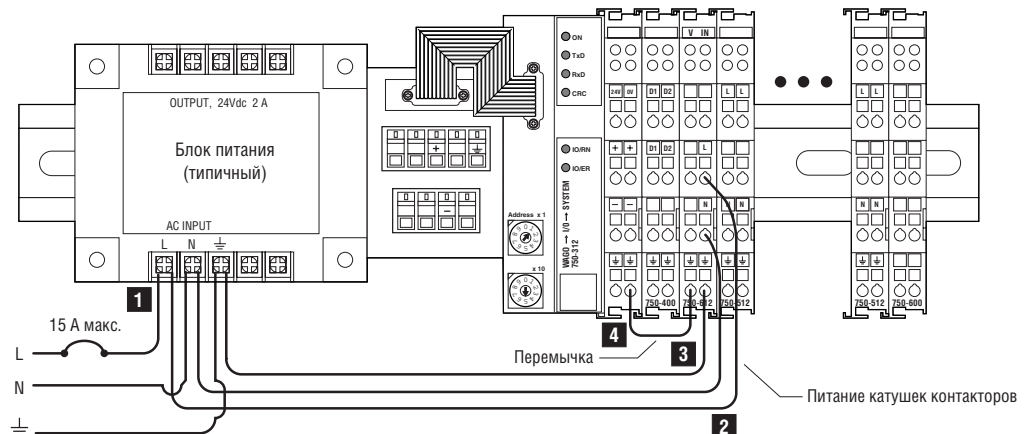 OUTPUT, 24Vdc 2 A
Блок питания
(типичный)
AC INPUT
L N
1
15 А макс.
L
N
+
−
ON
TxD
RxD
CRC
IO/RN
IO/ER
WAGO → I/O → SYSTEM
750-312
Address x 1
x 10
V IN
24V 0V D1 D2 L L L L
+ + D1 D2 L
− − N N N N N
750-400 750-612 750-512 750-512 750-600
4
3
Перемычка
2
Питание катушек контакторов